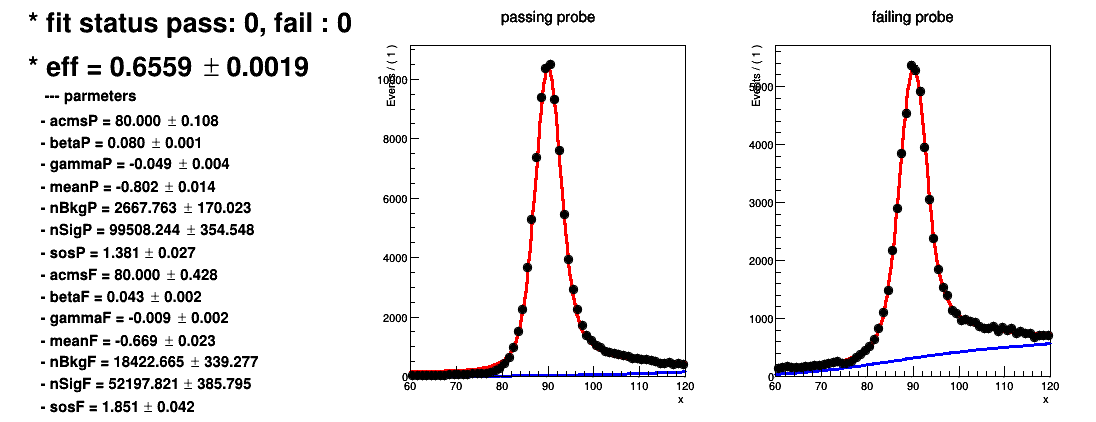 * fit status pass: 0, fail : 0
* eff = 0.6559 ± 0.0019
--- parmeters
- acmsP = 80.000 ± 0.108
- betaP = 0.080 ± 0.001
- gammaP = -0.049 ± 0.004
- meanP = -0.802 ± 0.014
- nBkgP = 2667.763 ± 170.023
- nSigP = 99508.244 ± 354.548
- sosP = 1.381 ± 0.027
- acmsF = 80.000 ± 0.428
- betaF = 0.043 ± 0.002
- gammaF = -0.009 ± 0.002
- meanF = -0.669 ± 0.023
- nBkgF = 18422.665 ± 339.277
- nSigF = 52197.821 ± 385.795
- sosF = 1.851 ± 0.042
passing probe
Events / ( 1 )
10000
8000
6000
4000
2000
0
60 70 80 90 100 110 120
x
failing probe
Events / ( 1 )
5000
4000
3000
2000
1000
0
60 70 80 90 100 110 120
x